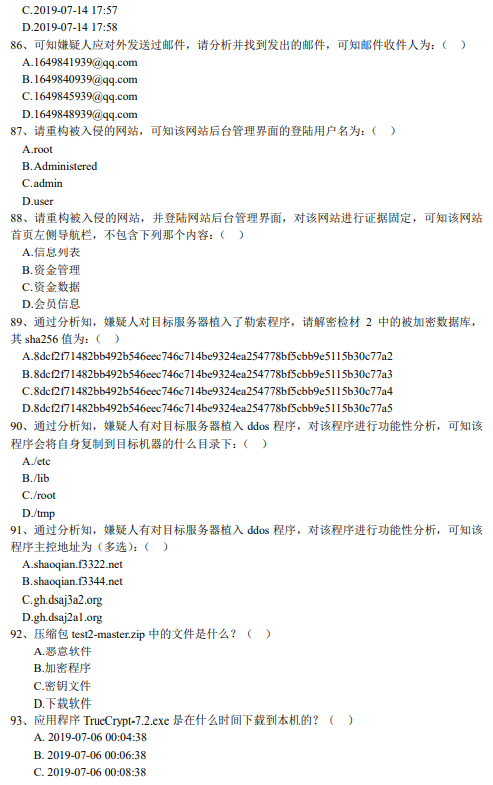 C.2019-07-14 17:57
D.2019-07-14 17:58
86、可知嫌疑人应对外发送过邮件，请分析并找到发出的邮件，可知邮件收件人为：（ ）
A.1649841939@qq.com
B.1649840939@qq.com
C.1649845939@qq.com
D.1649848939@qq.com
87、请重构被入侵的网站，可知该网站后台管理界面的登陆用户名为：（ ）
A.root
B.Administered
C.admin
D.user
88、请重构被入侵的网站，并登陆网站后台管理界面，对该网站进行证据固定，可知该网站
首页左侧导航栏，不包含下列那个内容：（ ）
A.信息列表
B.资金管理
C.资金数据
D.会员信息
89、通过分析知，嫌疑人对目标服务器植入了勒索程序，请解密检材 2 中的被加密数据库，
其 sha256 值为：（ ）
A.8dcf2f71482bb492b546eec746c714be9324ea254778bf5cbb9e5115b30c77a2
B.8dcf2f71482bb492b546eec746c714be9324ea254778bf5cbb9e5115b30c77a3
C.8dcf2f71482bb492b546eec746c714be9324ea254778bf5cbb9e5115b30c77a4
D.8dcf2f71482bb492b546eec746c714be9324ea254778bf5cbb9e5115b30c77a5
90、通过分析知，嫌疑人有对目标服务器植入 ddos 程序，对该程序进行功能性分析，可知该
程序会将自身复制到目标机器的什么目录下：（ ）
A./etc
B./lib
C./root
D./tmp
91、通过分析知，嫌疑人有对目标服务器植入 ddos 程序，对该程序进行功能性分析，可知该
程序主控地址为（多选）：（ ）
A.shaoqian.f3322.net
B.shaoqian.f3344.net
C.gh.dsaj3a2.org
D.gh.dsaj2a1.org
92、压缩包 test2-master.zip 中的文件是什么？（ ）
A.恶意软件
B.加密程序
C.密钥文件
D.下载软件
93、应用程序 TrueCrypt-7.2.exe 是在什么时间下载到本机的？（ ）
A. 2019-07-06 00:04:38
B. 2019-07-06 00:06:38
C. 2019-07-06 00:08:38